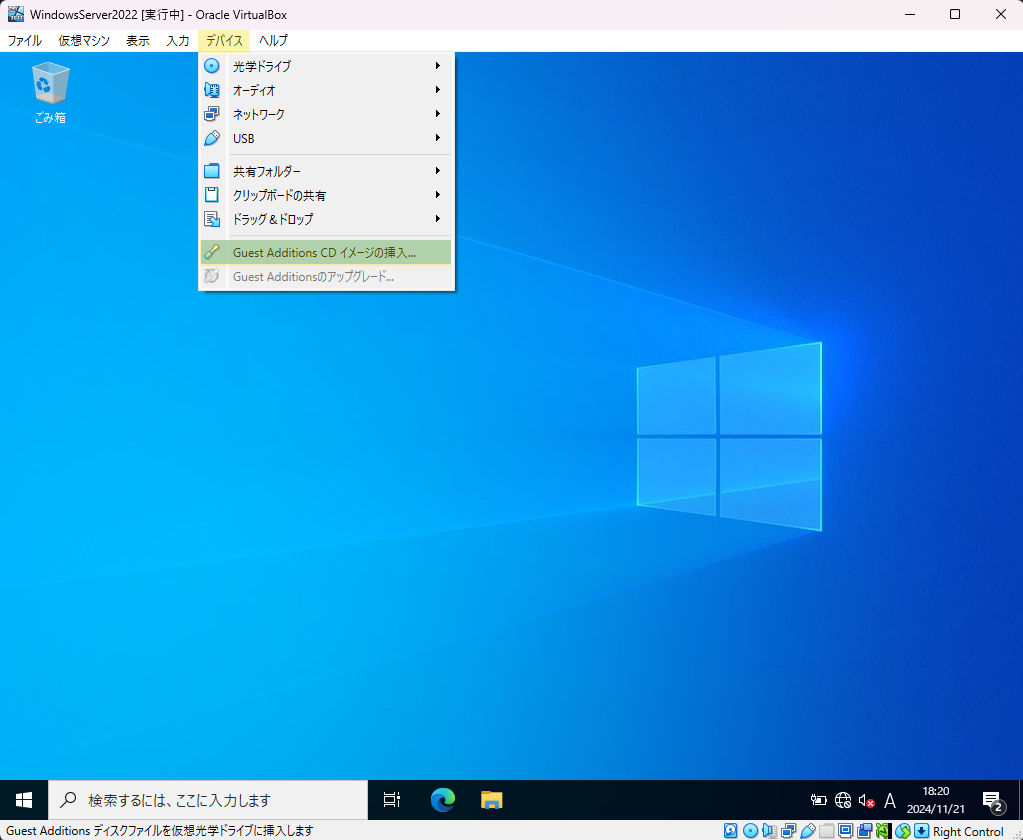 WindowsServer2022 [実行中] - Oracle VirtualBox
ファイル 仮想マシン 表示 入力 デバイス ヘルプ
光学ドライブ
オーディオ
ネットワーク
USB
共有フォルダー
クリップボードの共有
ドラッグ&ドロップ
Guest Additions CD イメージの挿入...
Guest Additionsのアップグレード...
ごみ箱
検索するには、ここに入力します
A
18:20
2024/11/21
2
Guest Additions ディスクファイルを仮想光学ドライブに挿入します
Right Control